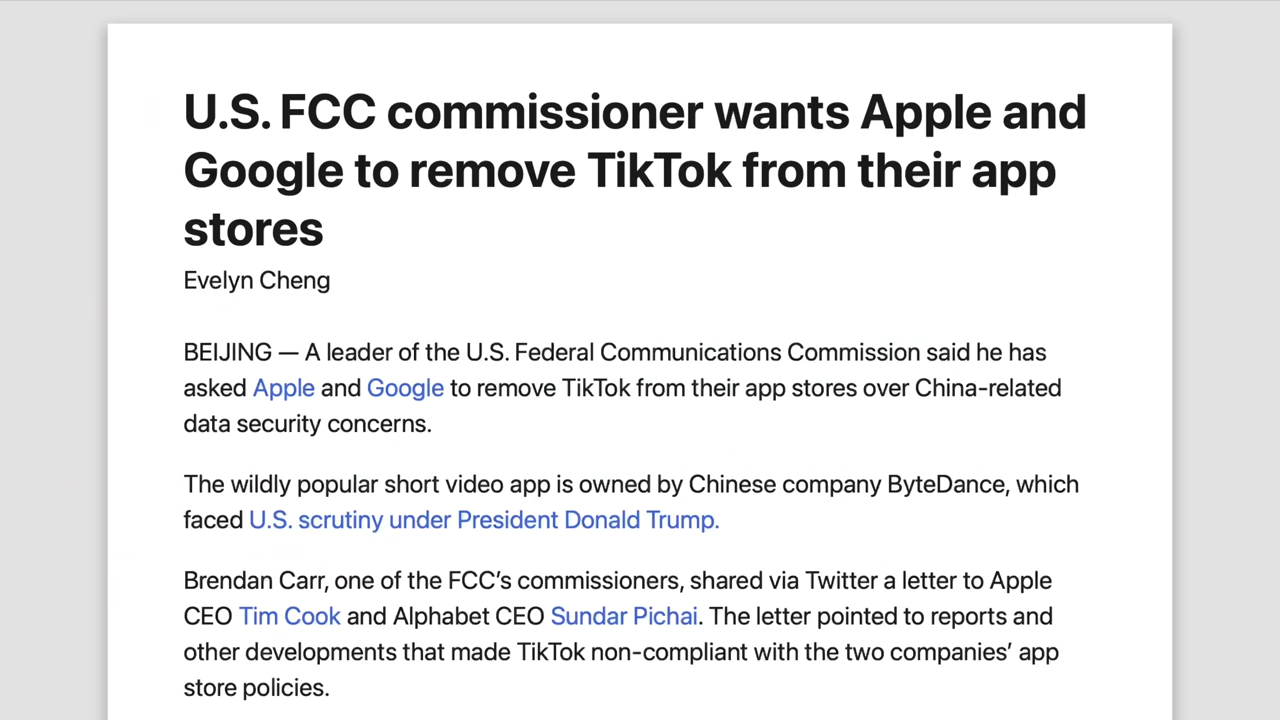 U.S. FCC commissioner wants Apple and
Google to remove TikTok from their app
stores
Evelyn Cheng
BEIJING — A leader of the U.S. Federal Communications Commission said he has
asked Apple and Google to remove TikTok from their app stores over China-related
data security concerns.
The wildly popular short video app is owned by Chinese company ByteDance, which
faced U.S. scrutiny under President Donald Trump.
Brendan Carr, one of the FCC’s commissioners, shared via Twitter a letter to Apple
CEO Tim Cook and Alphabet CEO Sundar Pichai. The letter pointed to reports and
other developments that made TikTok non-compliant with the two companies’ app
store policies.